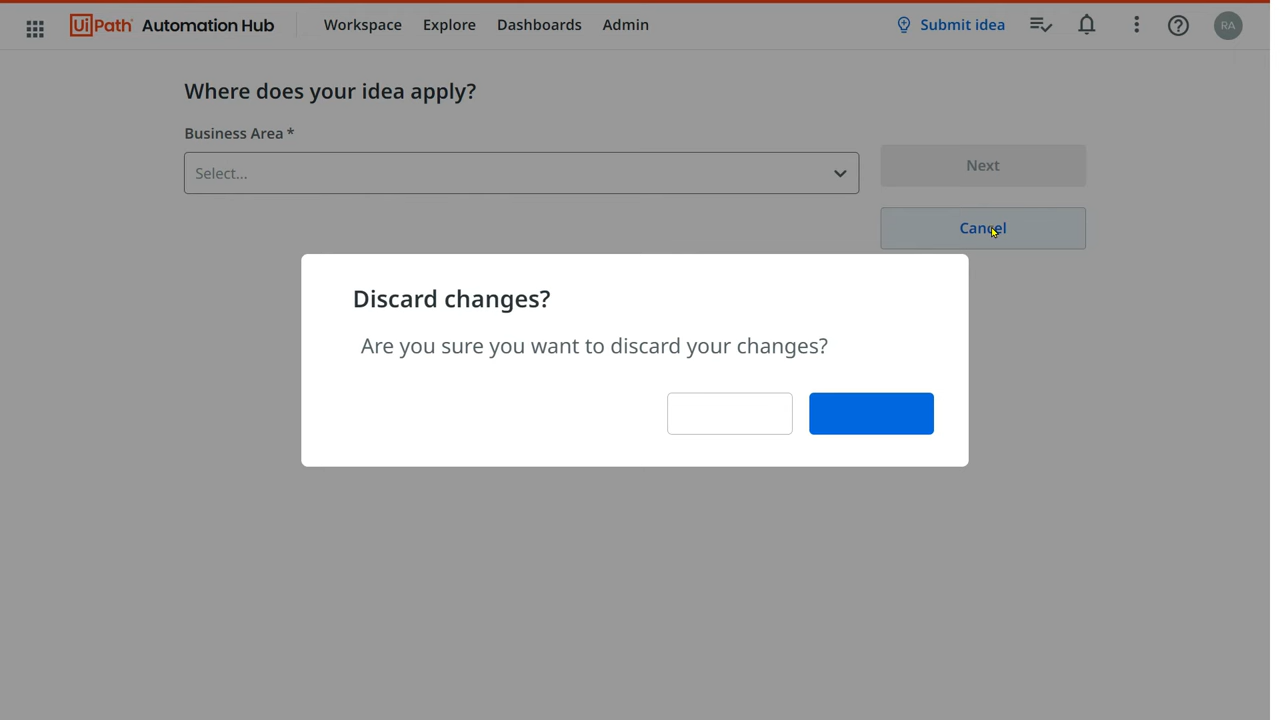 UiPath Automation Hub Workspace Explore Dashboards Admin Submit idea RA
Where does your idea apply?
Business Area *
Select...
Next
Cancel
Discard changes?
Are you sure you want to discard your changes?